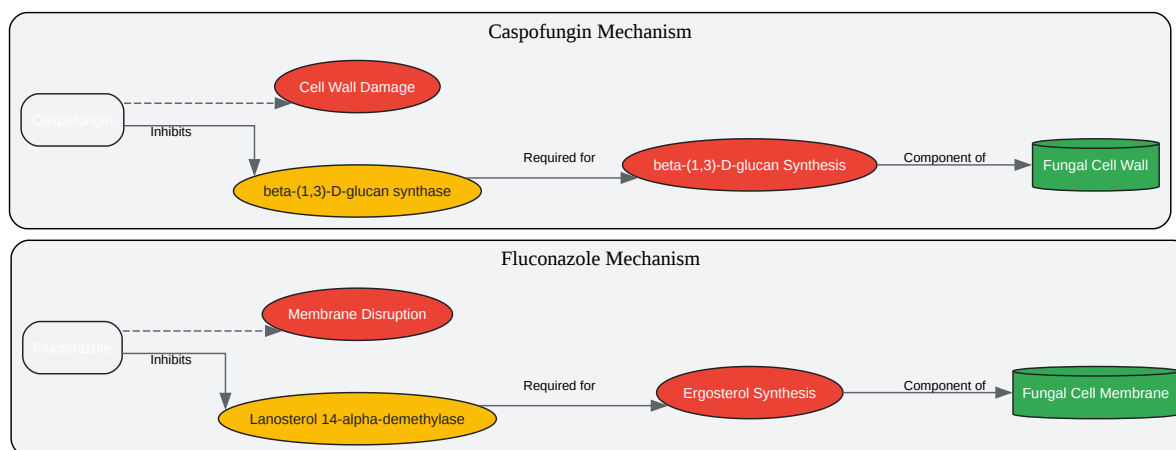 Caspofungin Mechanism
Cell Wall Damage
Caspofungin
Inhibits
beta-(1,3)-D-glucan synthase
Required for
beta-(1,3)-D-glucan Synthesis
Component of
Fungal Cell Wall
Fluconazole Mechanism
Membrane Disruption
Fluconazole
Inhibits
Lanosterol 14-alpha-demethylase
Required for
Ergosterol Synthesis
Component of
Fungal Cell Membrane